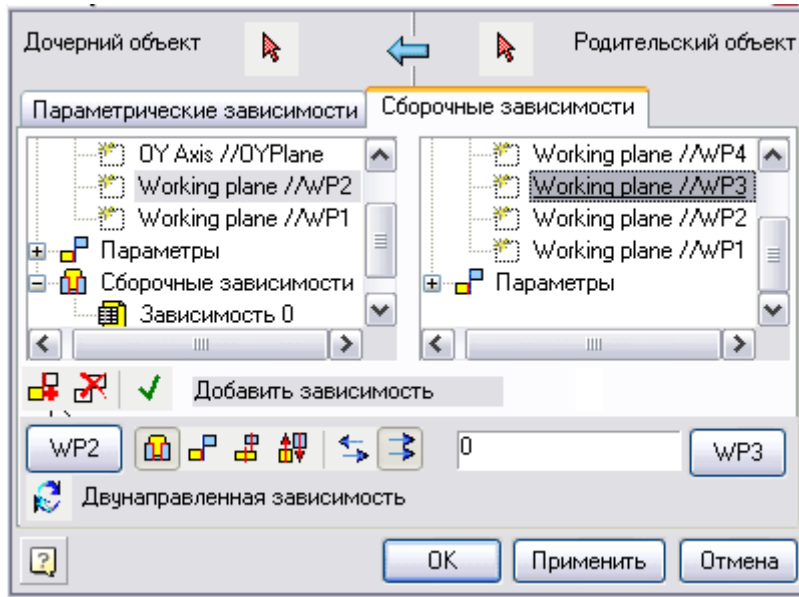 Дочерний объект
Родительский объект
Параметрические зависимости
Сборочные зависимости
OY Axis //OYPlane
Working plane //WP2
Working plane //WP1
Параметры
Сборочные зависимости
Зависимость 0
Working plane //WP4
Working plane //WP3
Working plane //WP2
Working plane //WP1
Параметры
Добавить зависимость
WP2
0
WP3
Двунаправленная зависимость
?
OK
Применить
Отмена